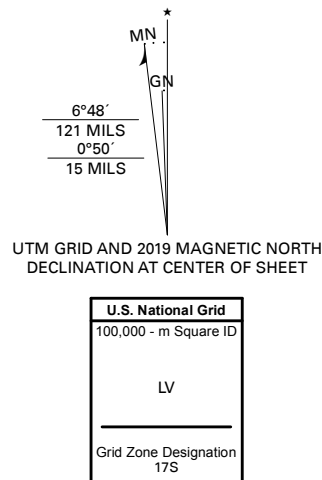 ★
MN
GN
6°48´
121 MILS
0°50´
15 MILS
UTM GRID AND 2019 MAGNETIC NORTH
DECLINATION AT CENTER OF SHEET
U.S. National Grid
100,000 - m Square ID
LV
Grid Zone Designation
17S